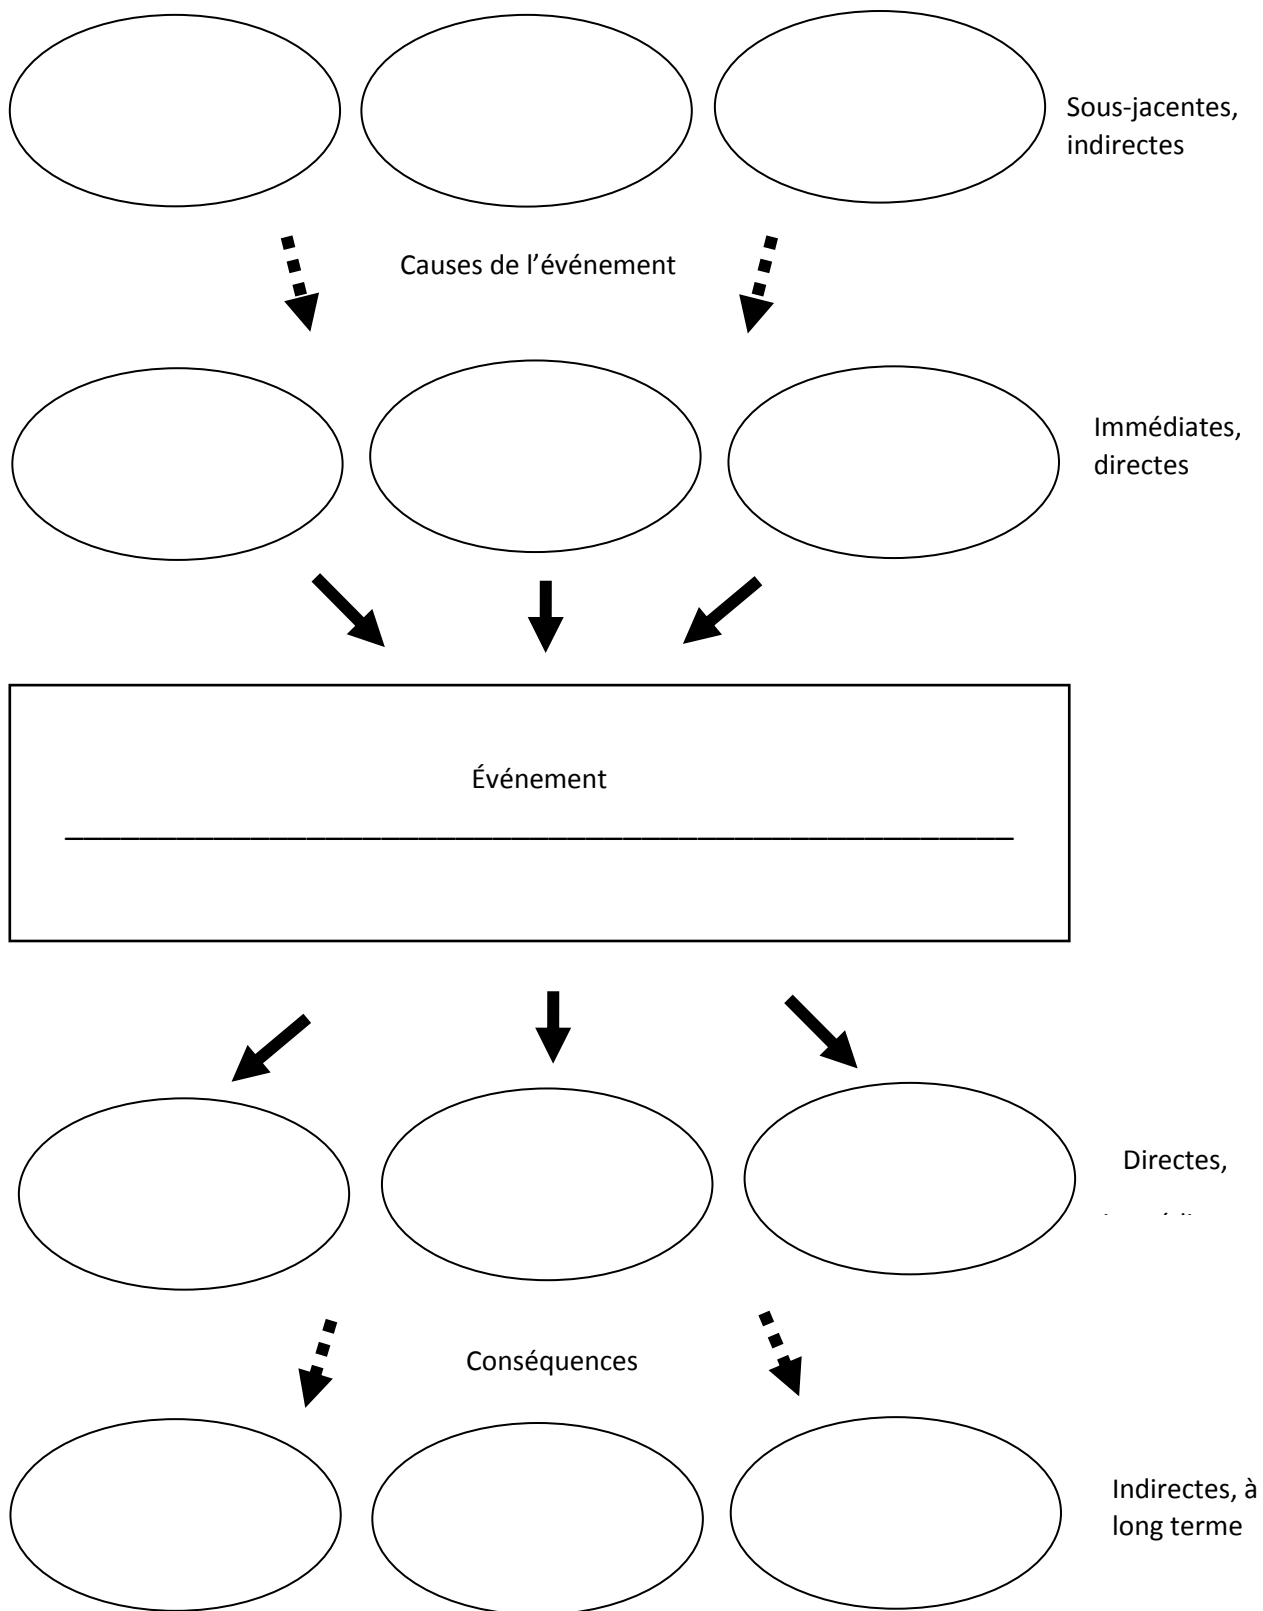 Sous-jacentes,
indirectes
Causes de l’événement
Immédiates,
directes
Événement
Directes,
Conséquences
Indirectes, à
long terme